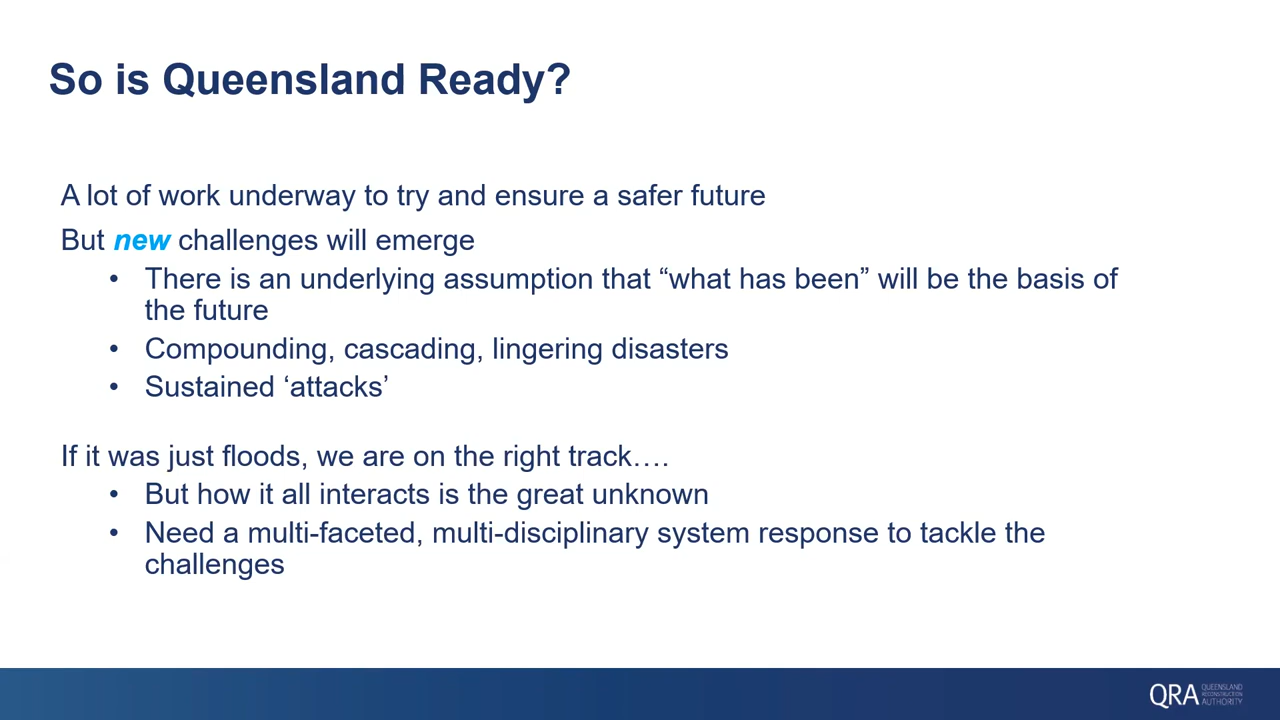 So is Queensland Ready?
A lot of work underway to try and ensure a safer future
But new challenges will emerge
• There is an underlying assumption that “what has been” will be the basis of
the future
• Compounding, cascading, lingering disasters
• Sustained ‘attacks’
If it was just floods, we are on the right track….
• But how it all interacts is the great unknown
• Need a multi-faceted, multi-disciplinary system response to tackle the
challenges
QRA
QUEENSLAND
RECONSTRUCTION
AUTHORITY